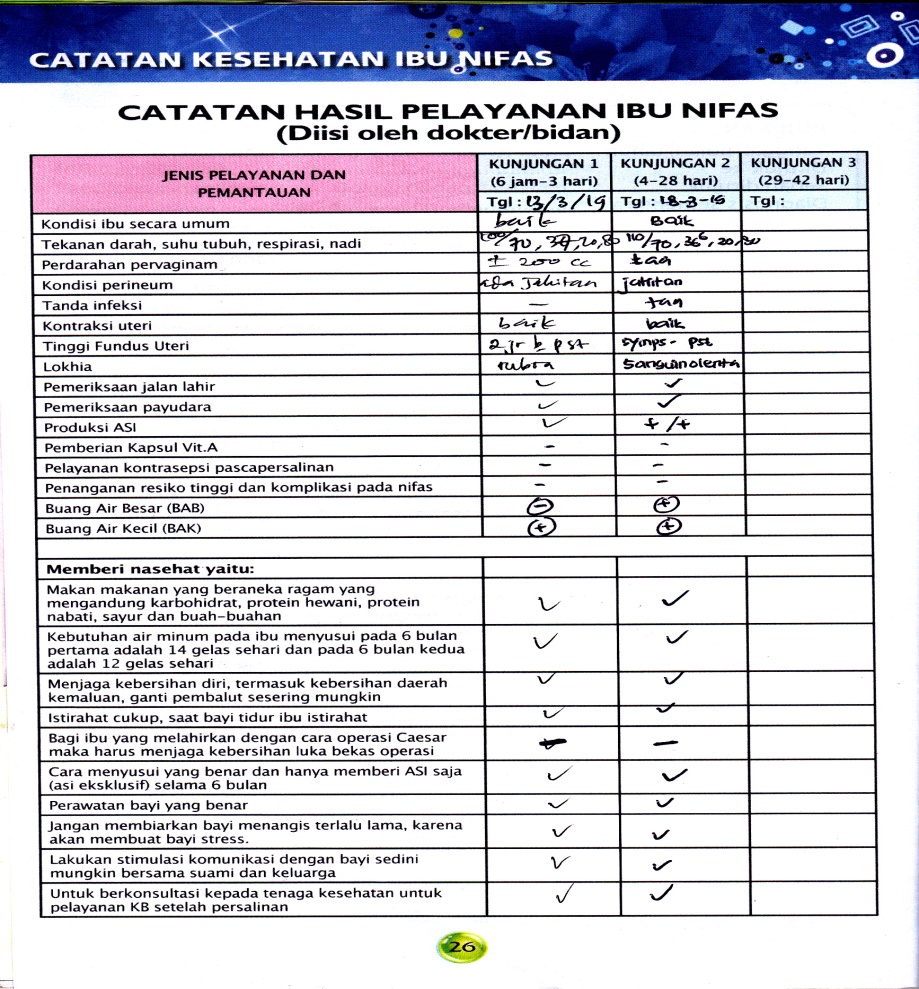 CATATAN KESEHATAN IBU NIFAS
CATATAN HASIL PELAYANAN IBU NIFAS
(Diisi oleh dokter/bidan)
JENIS PELAYANAN DAN PEMANTAUAN KUNJUNGAN 1 (6 jam–3 hari) KUNJUNGAN 2 (4–28 hari) KUNJUNGAN 3 (29–42 hari)
Tgl : 13/3/19 Tgl : 18-3-19 Tgl :
Kondisi ibu secara umum baik Baik
Tekanan darah, suhu tubuh, respirasi, nadi 110/70, 36⁶, 20,80
Perdarahan pervaginam ± 200 cc taa
Kondisi perineum ada Jahitan jahitan
Tanda infeksi — taa
Kontraksi uteri baik baik
Tinggi Fundus Uteri 2 jr b pst symps - pst
Lokhia rubra Sanguinolenta
Pemeriksaan jalan lahir ✓ ✓
Pemeriksaan payudara ✓ ✓
Produksi ASI ✓ +/+
Pemberian Kapsul Vit.A - -
Pelayanan kontrasepsi pascapersalinan - -
Penanganan resiko tinggi dan komplikasi pada nifas - -
Buang Air Besar (BAB) ⊖ ⊕
Buang Air Kecil (BAK) ⊕ ⊕
Memberi nasehat yaitu:
Makan makanan yang beraneka ragam yang
mengandung karbohidrat, protein hewani, protein ✓ ✓
nabati, sayur dan buah-buahan
Kebutuhan air minum pada ibu menyusui pada 6 bulan
pertama adalah 14 gelas sehari dan pada 6 bulan kedua ✓ ✓
adalah 12 gelas sehari
Menjaga kebersihan diri, termasuk kebersihan daerah ✓ ✓
kemaluan, ganti pembalut sesering mungkin
Istirahat cukup, saat bayi tidur ibu istirahat ✓ ✓
Bagi ibu yang melahirkan dengan cara operasi Caesar
maka harus menjaga kebersihan luka bekas operasi — —
Cara menyusui yang benar dan hanya memberi ASI saja ✓ ✓
(asi eksklusif) selama 6 bulan
Perawatan bayi yang benar ✓ ✓
Jangan membiarkan bayi menangis terlalu lama, karena ✓ ✓
akan membuat bayi stress.
Lakukan stimulasi komunikasi dengan bayi sedini ✓ ✓
mungkin bersama suami dan keluarga
Untuk berkonsultasi kepada tenaga kesehatan untuk ✓ ✓
pelayanan KB setelah persalinan
26